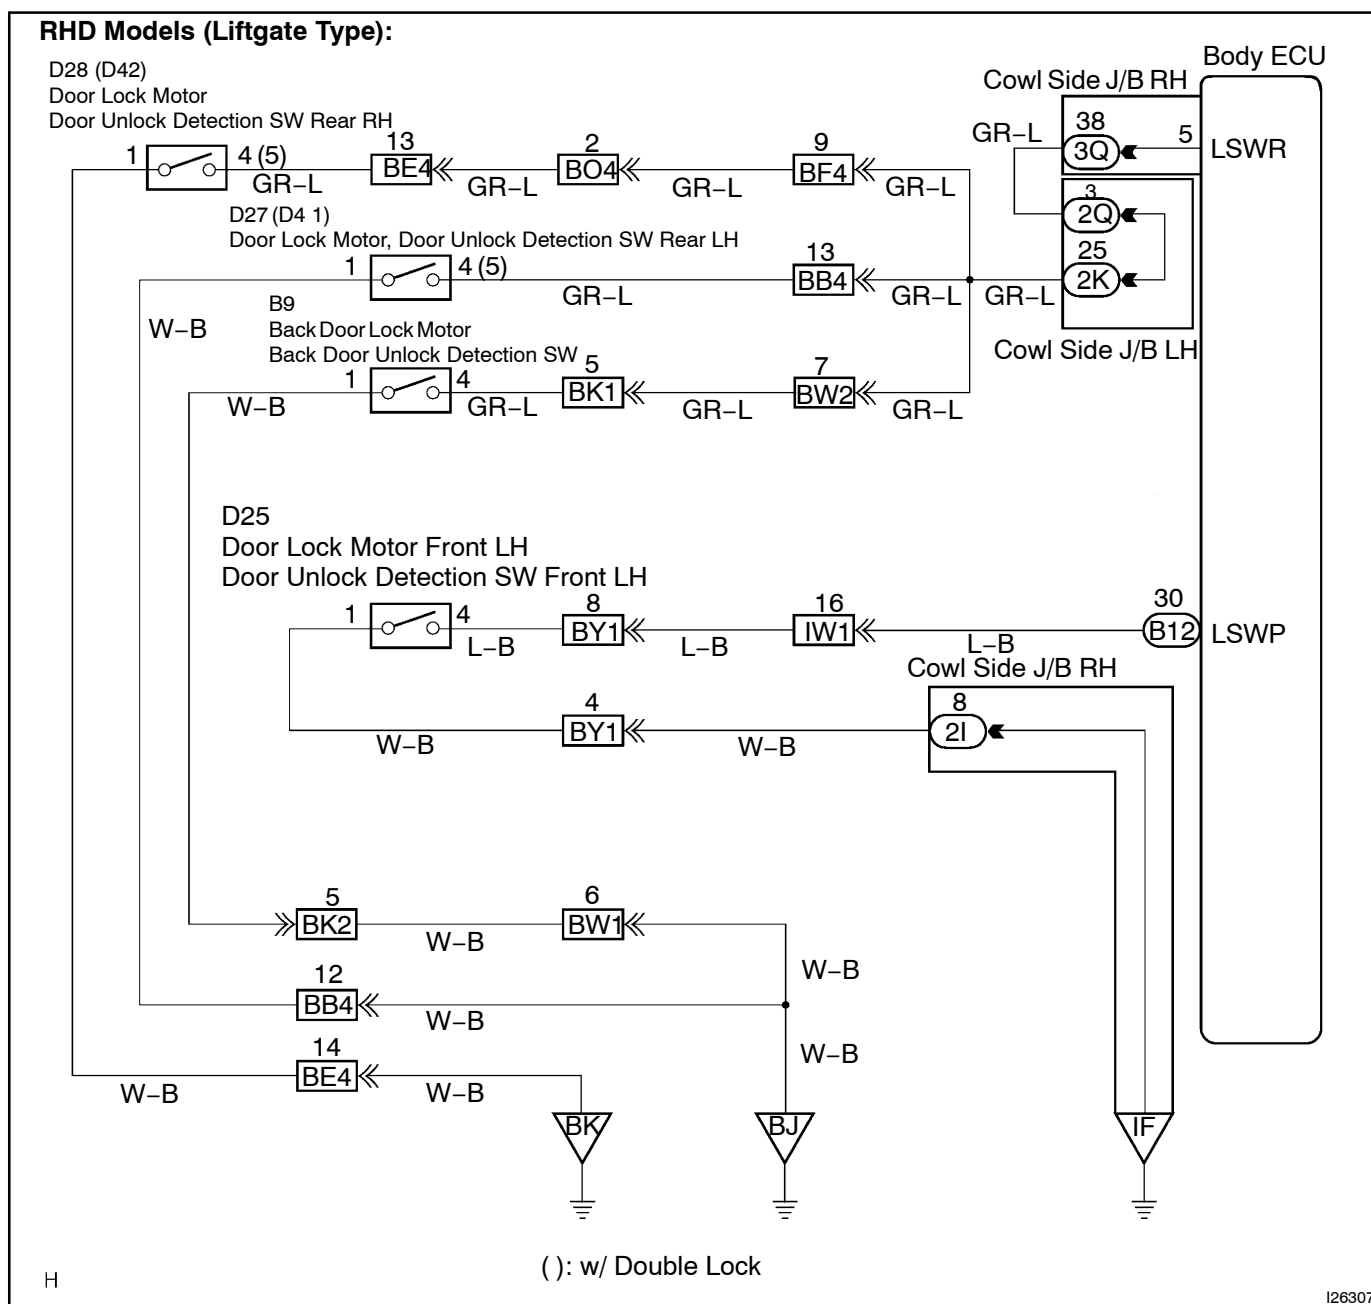 RHD Models (Liftgate Type):
Body ECU
D28 (D42)
Door Lock Motor
Door Unlock Detection SW Rear RH
Cowl Side J/B RH
GR-L
38
3Q
5
LSWR
1
4 (5)
GR-L
13
BE4
GR-L
2
BO4
GR-L
9
BF4
GR-L
3
2Q
D27 (D4 1)
Door Lock Motor, Door Unlock Detection SW Rear LH
1
4 (5)
GR-L
13
BB4
GR-L
GR-L
25
2K
Cowl Side J/B LH
W-B
B9
Back Door Lock Motor
Back Door Unlock Detection SW
W-B
1
4
GR-L
5
BK1
GR-L
7
BW2
GR-L
D25
Door Lock Motor Front LH
Door Unlock Detection SW Front LH
1
4
L-B
8
BY1
L-B
16
IW1
L-B
30
B12
LSWP
Cowl Side J/B RH
W-B
4
BY1
W-B
8
2I
5
BK2
W-B
6
BW1
W-B
12
BB4
W-B
W-B
W-B
14
BE4
W-B
BK
BJ
IF
( ): w/ Double Lock
H
I26307